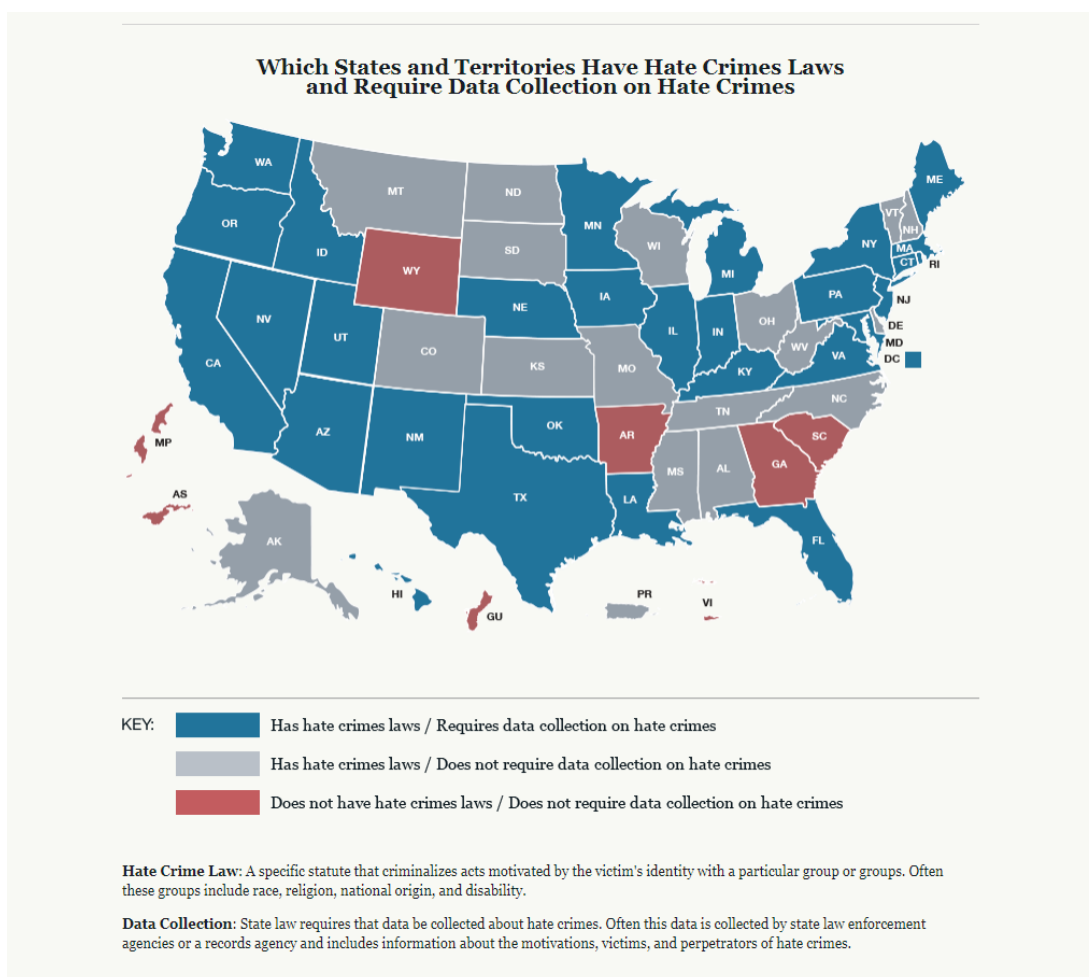 Which States and Territories Have Hate Crimes Laws
and Require Data Collection on Hate Crimes
WA
MT
ND
ME
OR
ID
MN
VT
NH
SD
WI
NY
MA
CT
RI
WY
MI
NV
UT
NE
IA
PA
NJ
CA
CO
IL
IN
OH
DE
WV
MD
VA
DC
KS
MO
KY
NC
TN
AZ
NM
OK
AR
SC
MP
MS
AL
GA
AS
TX
LA
FL
AK
HI
GU
PR
VI
KEY:
Has hate crimes laws / Requires data collection on hate crimes
Has hate crimes laws / Does not require data collection on hate crimes
Does not have hate crimes laws / Does not require data collection on hate crimes
Hate Crime Law: A specific statute that criminalizes acts motivated by the victim's identity with a particular group or groups. Often
these groups include race, religion, national origin, and disability.
Data Collection: State law requires that data be collected about hate crimes. Often this data is collected by state law enforcement
agencies or a records agency and includes information about the motivations, victims, and perpetrators of hate crimes.